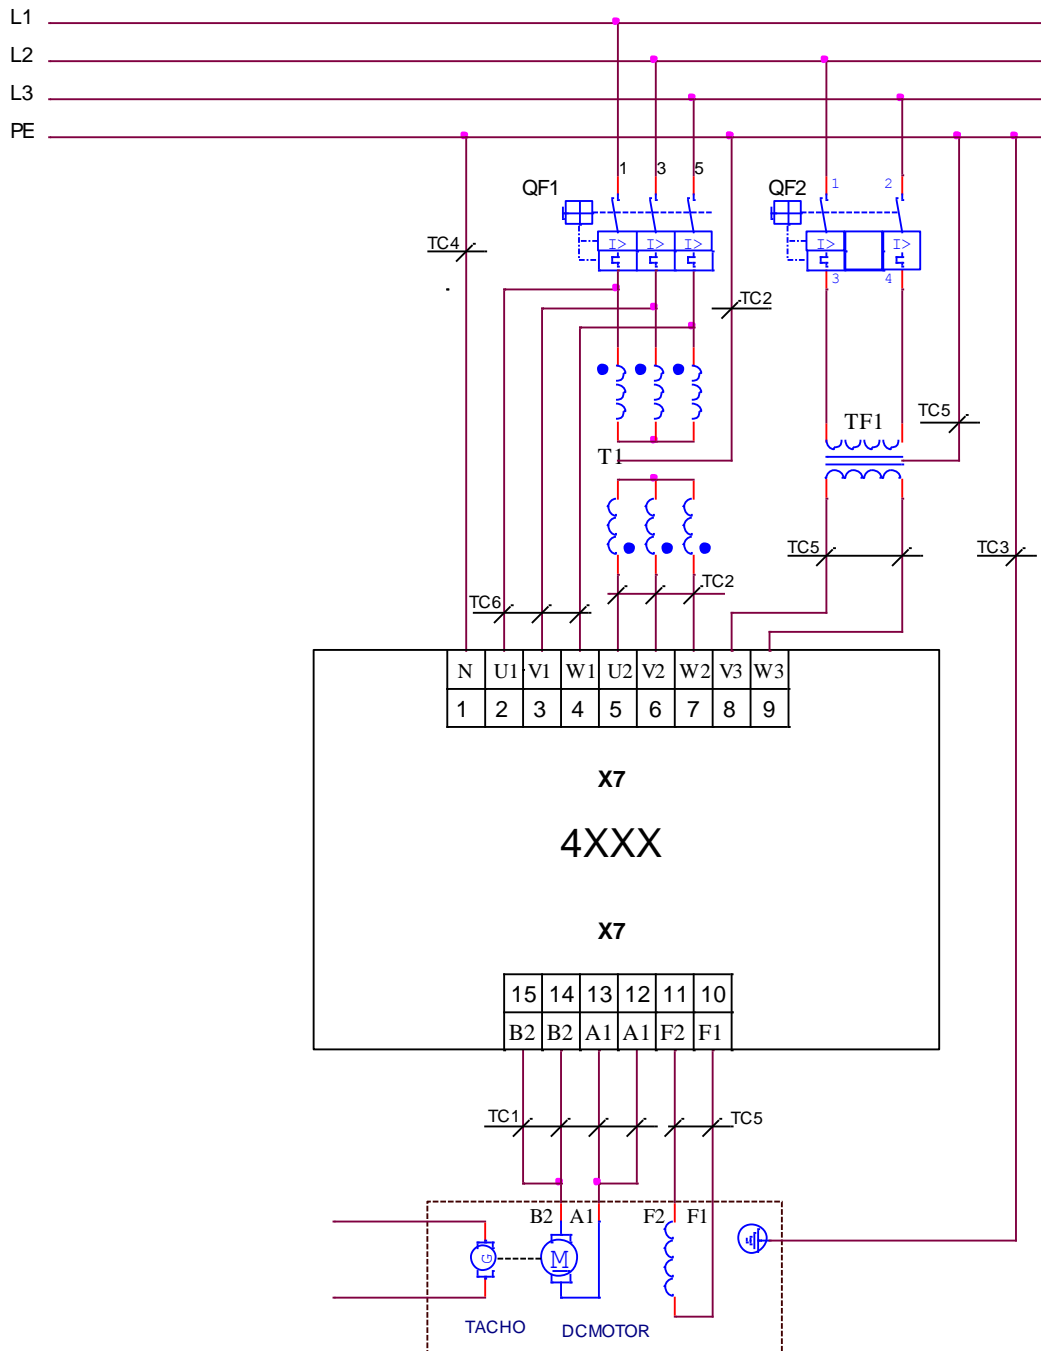 L1
L2
L3
PE
1 3 5
QF1
1 2
QF2
TC4
I> I> I>
I> I>
3 4
TC2
TC5
TF1
T1
TC5
TC3
TC2
TC6
N U1 V1 W1 U2 V2 W2 V3 W3
1 2 3 4 5 6 7 8 9
X7
4XXX
X7
15 14 13 12 11 10
B2 B2 A1 A1 F2 F1
TC1
TC5
B2 A1 F2 F1
G
M
TACHO
DCMOTOR